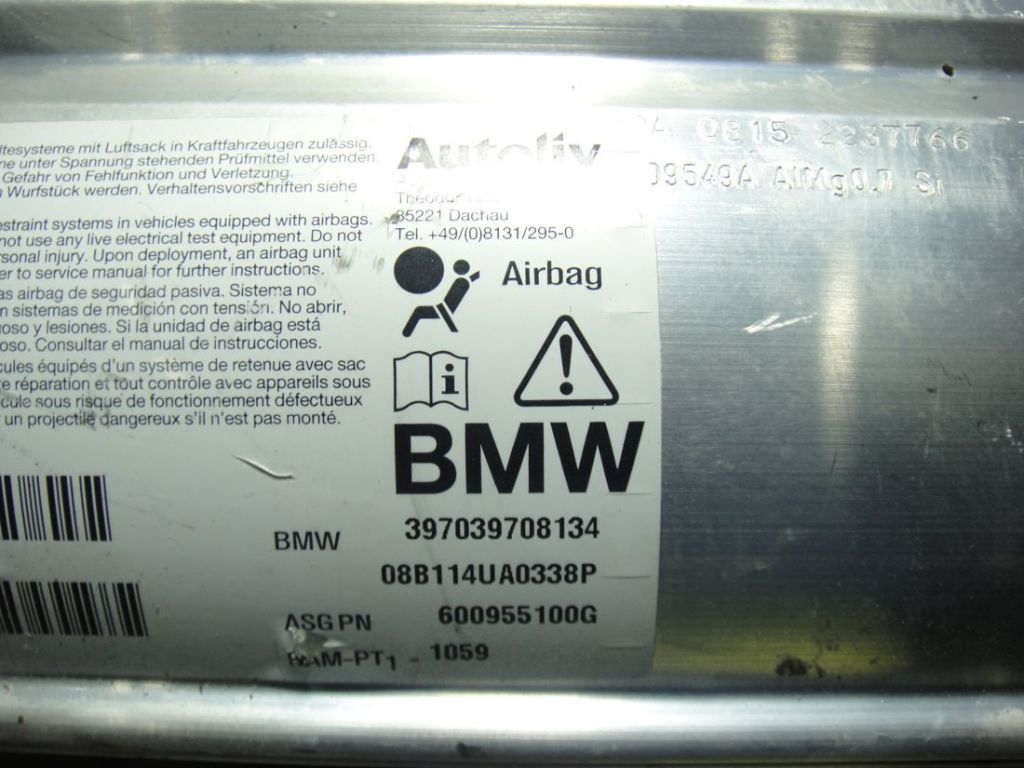 ltesysteme mit Luftsack in Kraftfahrzeugen zulässig.
ne unter Spannung stehenden Prüfmittel verwenden.
Gefahr von Fehlfunktion und Verletzung.
Wurfstück werden. Verhaltensvorschriften siehe
estraint systems in vehicles equipped with airbags.
not use any live electrical test equipment. Do not
rsonal injury. Upon deployment, an airbag unit
er to service manual for further instructions.
as airbag de seguridad pasiva. Sistema no
n sistemas de medición con tensión. No abrir,
uoso y lesiones. Si la unidad de airbag está
oso. Consultar el manual de instrucciones.
cules équipés d'un système de retenue avec sac
te réparation et tout contrôle avec appareils sous
cule sous risque de fonctionnement défectueux
un projectile dangereux s'il n'est pas monté.
Autoliv
85221 Dachau
Tel. +49/(0)8131/295-0
Airbag
i
BMW
BMW 397039708134
08B114UA0338P
ASG PN 600955100G
RAM-PT1 - 1059
0815 2237766
09549A AlMg0,7 Si